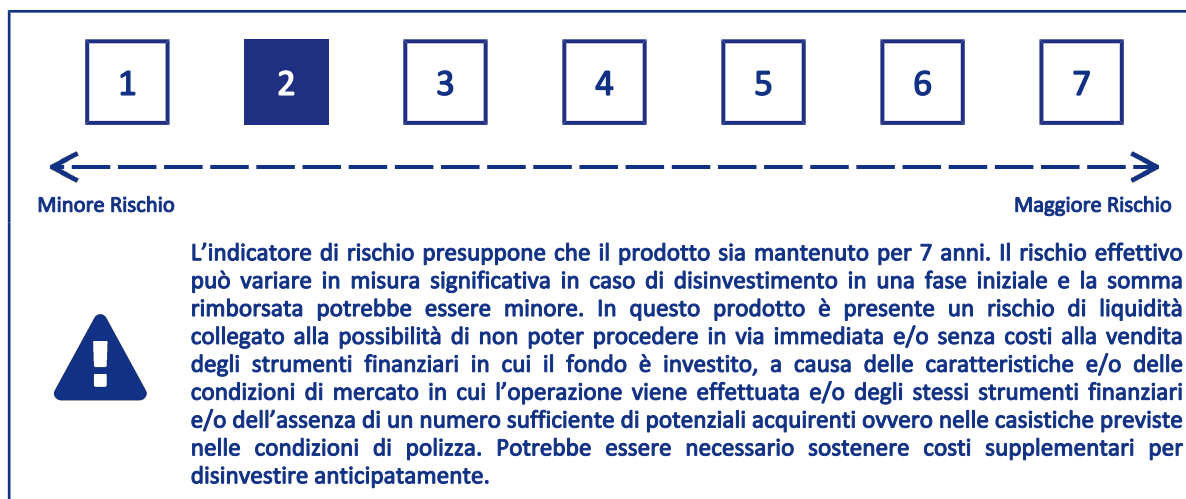 1 2 3 4 5 6 7
Minore Rischio Maggiore Rischio
L’indicatore di rischio presuppone che il prodotto sia mantenuto per 7 anni. Il rischio effettivo
può variare in misura significativa in caso di disinvestimento in una fase iniziale e la somma
rimborsata potrebbe essere minore. In questo prodotto è presente un rischio di liquidità
collegato alla possibilità di non poter procedere in via immediata e/o senza costi alla vendita
degli strumenti finanziari in cui il fondo è investito, a causa delle caratteristiche e/o delle
condizioni di mercato in cui l’operazione viene effettuata e/o degli stessi strumenti finanziari
e/o dell’assenza di un numero sufficiente di potenziali acquirenti ovvero nelle casistiche previste
nelle condizioni di polizza. Potrebbe essere necessario sostenere costi supplementari per
disinvestire anticipatamente.